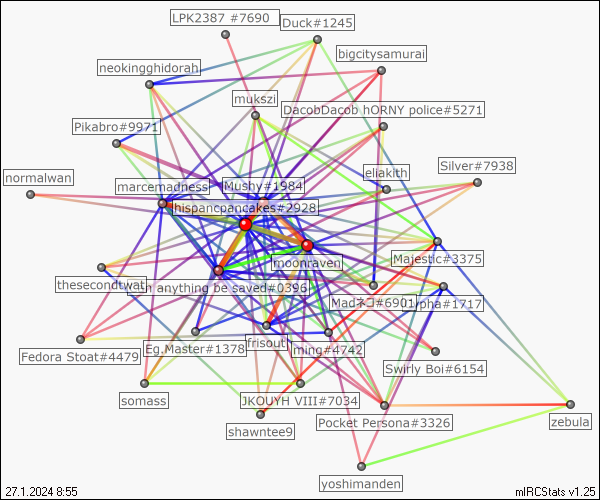 LPK2387 #7690
Duck#1245
bigcitysamurai
neokingghidorah
mukszi
DacobDacob hORNY police#5271
Pikabro#9971
Silver#7938
eliakith
normalwan
marcemadness
Mushy#1984
hispancpancakes#2928
moonraven
Majestic#3375
thesecondtwat
anything be saved#0396
Madネコ#6901
pha#1717
Fedora Stoat#4479
Eg.Master#1378
frisouti
ming#4742
Swirly Boi#6154
somass
JKOUYH VIII#7034
shawntee9
Pocket Persona#3326
zebula
yoshimanden
27.1.2024 8:55
mIRCStats v1.25